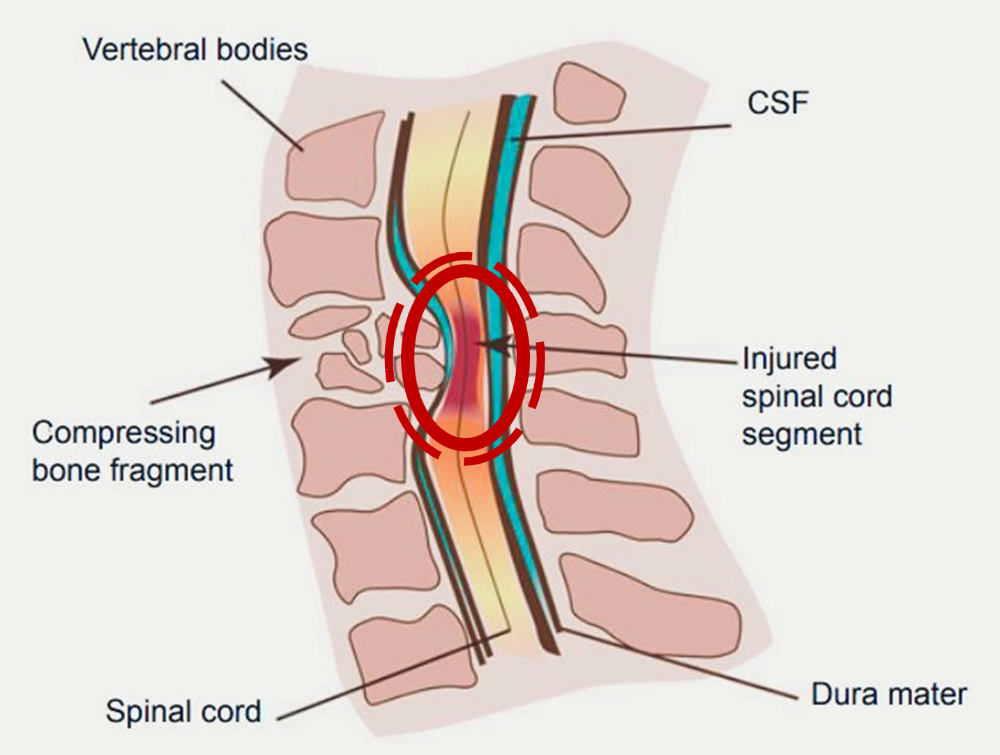 Vertebral bodies
CSF
Injured
spinal cord
segment
Compressing
bone fragment
Spinal cord
Dura mater